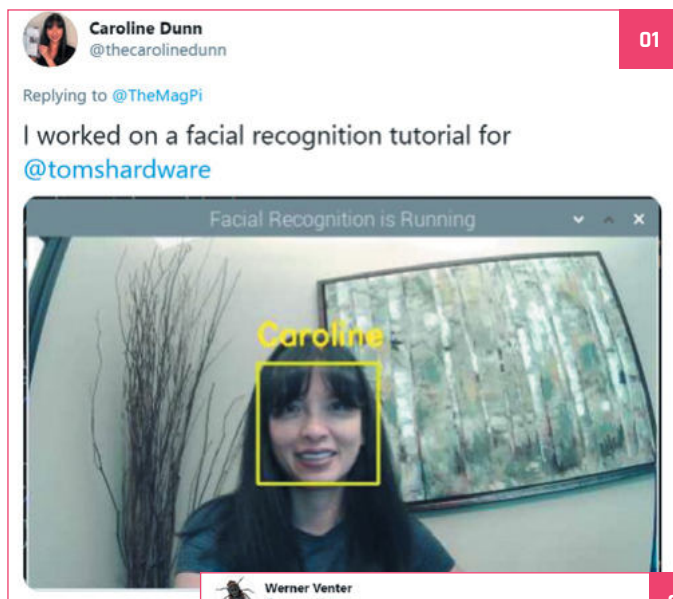 Caroline Dunn
@thecarolinedunn
01
Replying to @TheMagPi
I worked on a facial recognition tutorial for
@tomshardware
Facial Recognition is Running
Caroline
Werner Venter